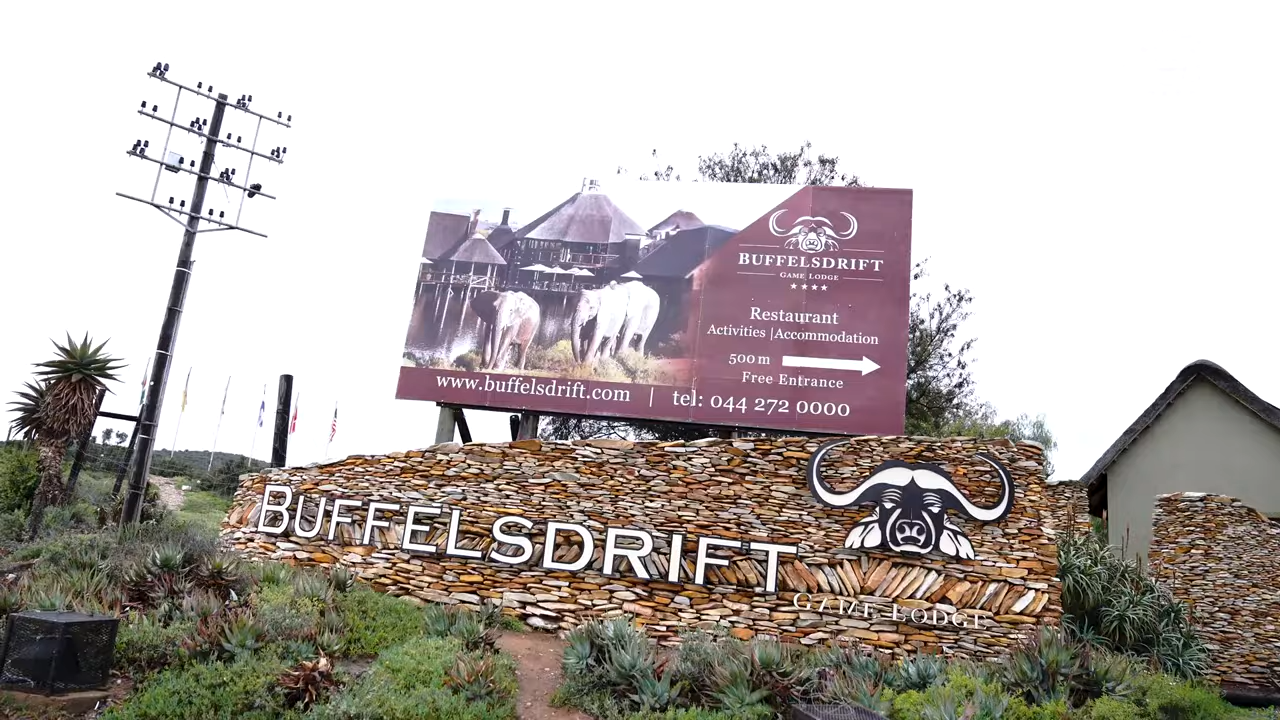 BUFFELSDRIFT
GAME LODGE
Restaurant
Activities |Accommodation
500 m
Free Entrance
www.buffelsdrift.com | tel: 044 272 0000
BUFFELSDRIFT
GAME LODGE